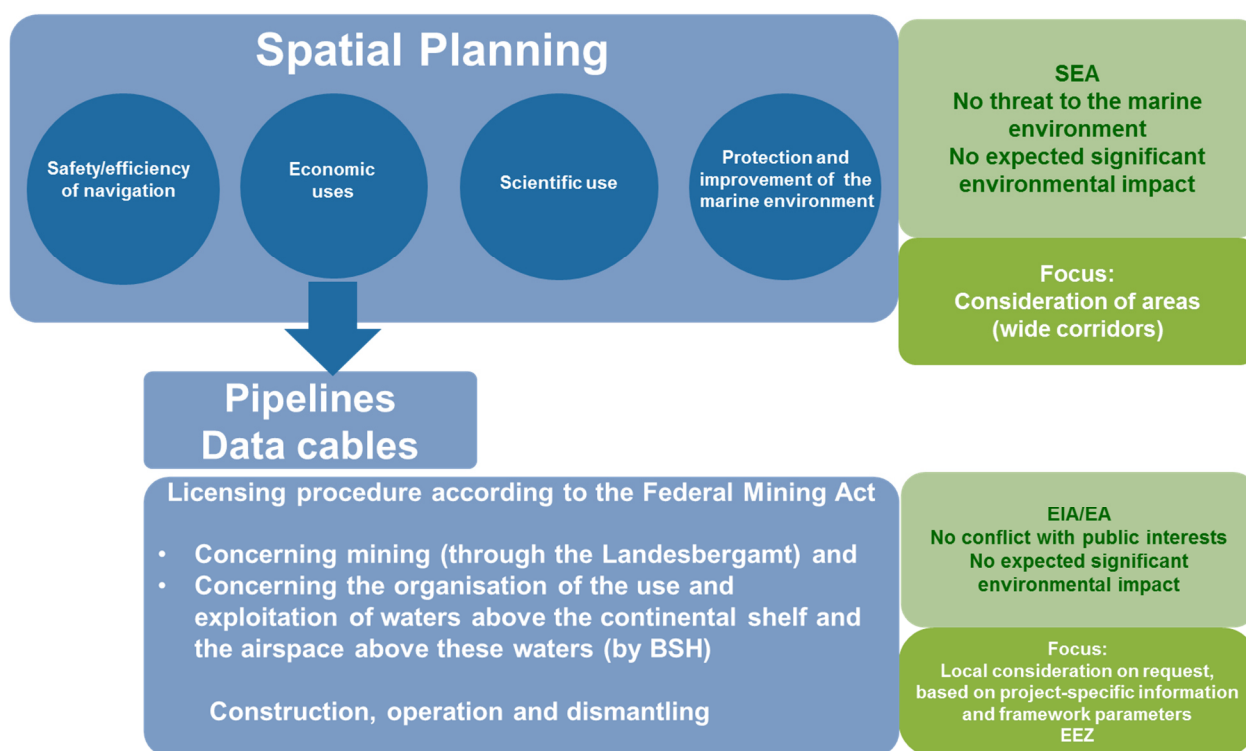 Spatial Planning
Safety/efficiency
of navigation
Economic
uses
Scientific use
Protection and
improvement of the
marine environment
SEA
No threat to the marine
environment
No expected significant
environmental impact
Focus:
Consideration of areas
(wide corridors)
Pipelines
Data cables
Licensing procedure according to the Federal Mining Act
• Concerning mining (through the Landesbergamt) and
• Concerning the organisation of the use and
exploitation of waters above the continental shelf and
the airspace above these waters (by BSH)
Construction, operation and dismantling
EIA/EA
No conflict with public interests
No expected significant
environmental impact
Focus:
Local consideration on request,
based on project-specific information
and framework parameters
EEZ